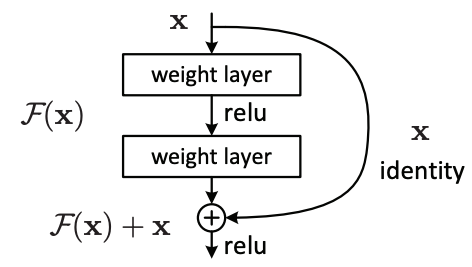 x
weight layer
relu
F(x)
weight layer
x
identity
F(x) + x
+
relu